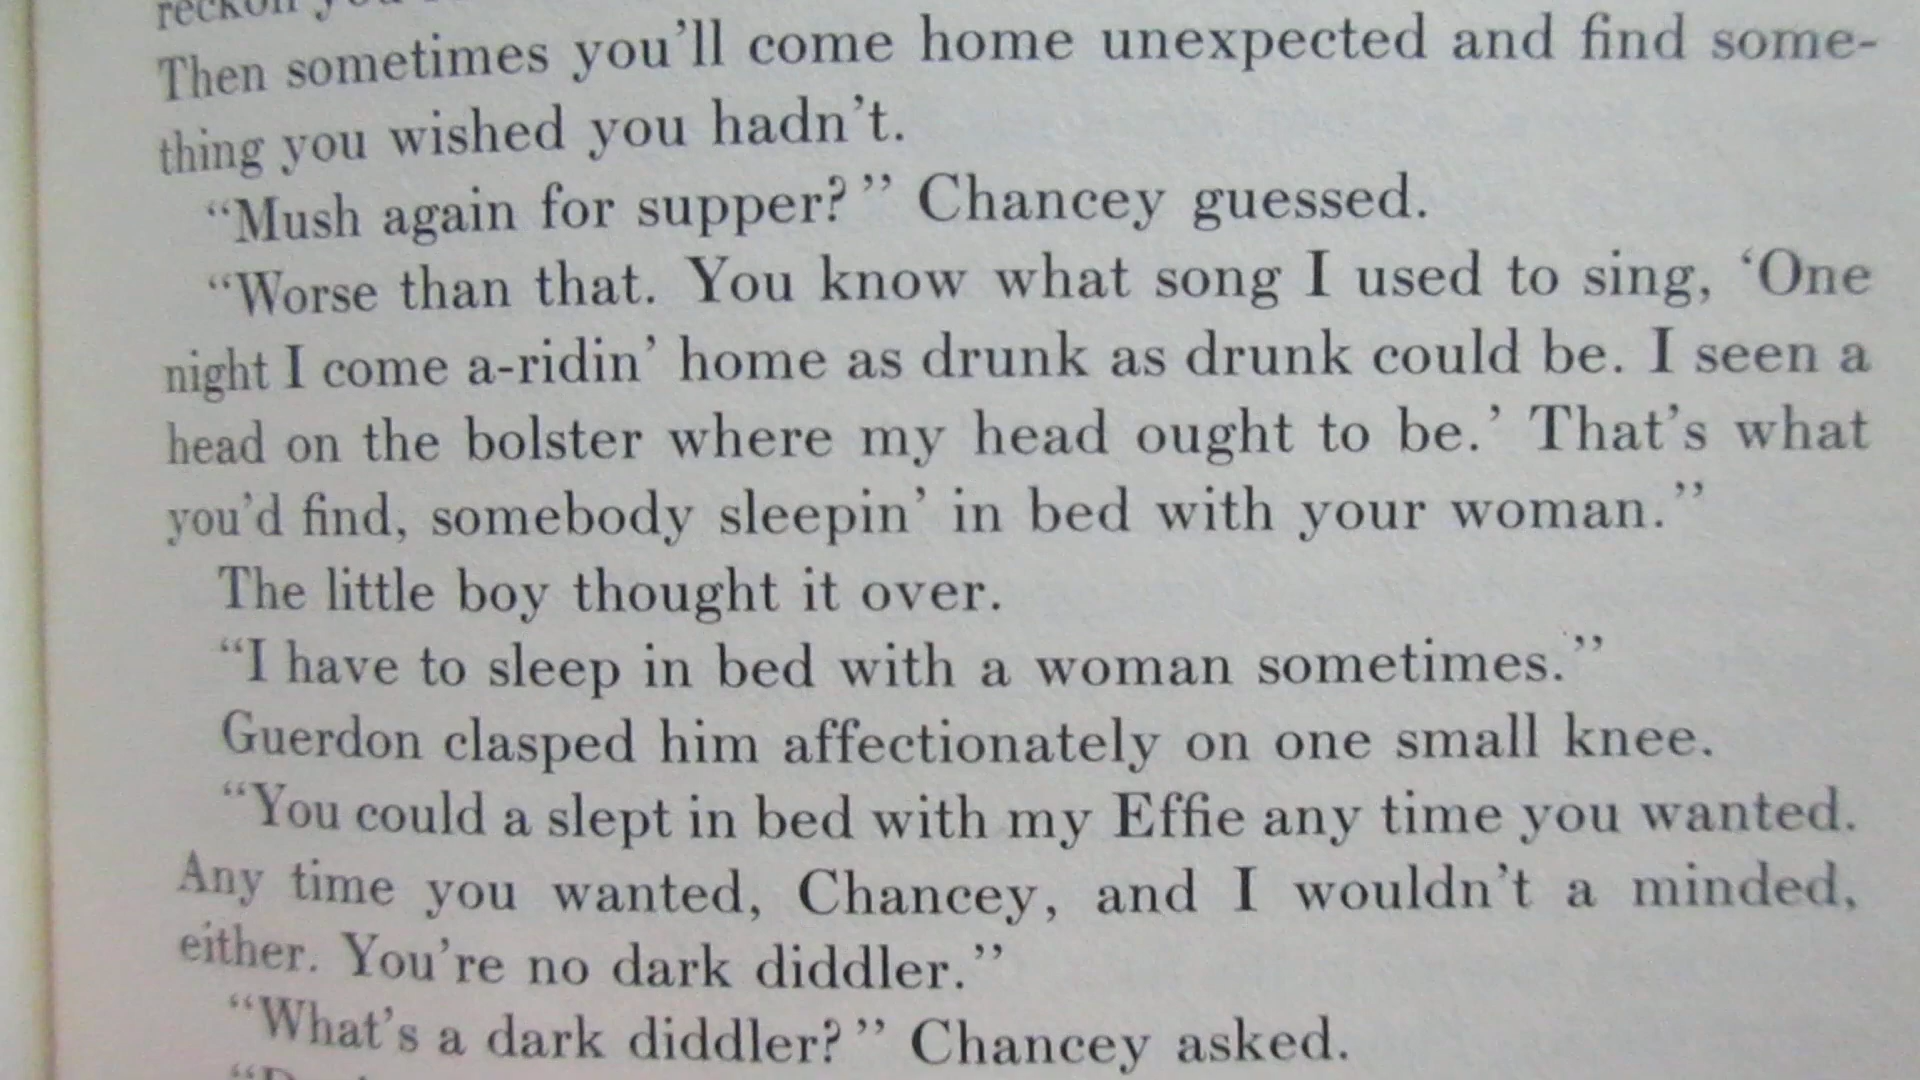 reckon
Then sometimes you'll come home unexpected and find some-
thing you wished you hadn't.
“Mush again for supper?” Chancey guessed.
“Worse than that. You know what song I used to sing, ‘One
night I come a-ridin’ home as drunk as drunk could be. I seen a
head on the bolster where my head ought to be.’ That's what
you'd find, somebody sleepin’ in bed with your woman.”
The little boy thought it over.
“I have to sleep in bed with a woman sometimes.”
Guerdon clasped him affectionately on one small knee.
“You could a slept in bed with my Effie any time you wanted.
Any time you wanted, Chancey, and I wouldn't a minded,
either. You're no dark diddler.”
“What's a dark diddler?” Chancey asked.